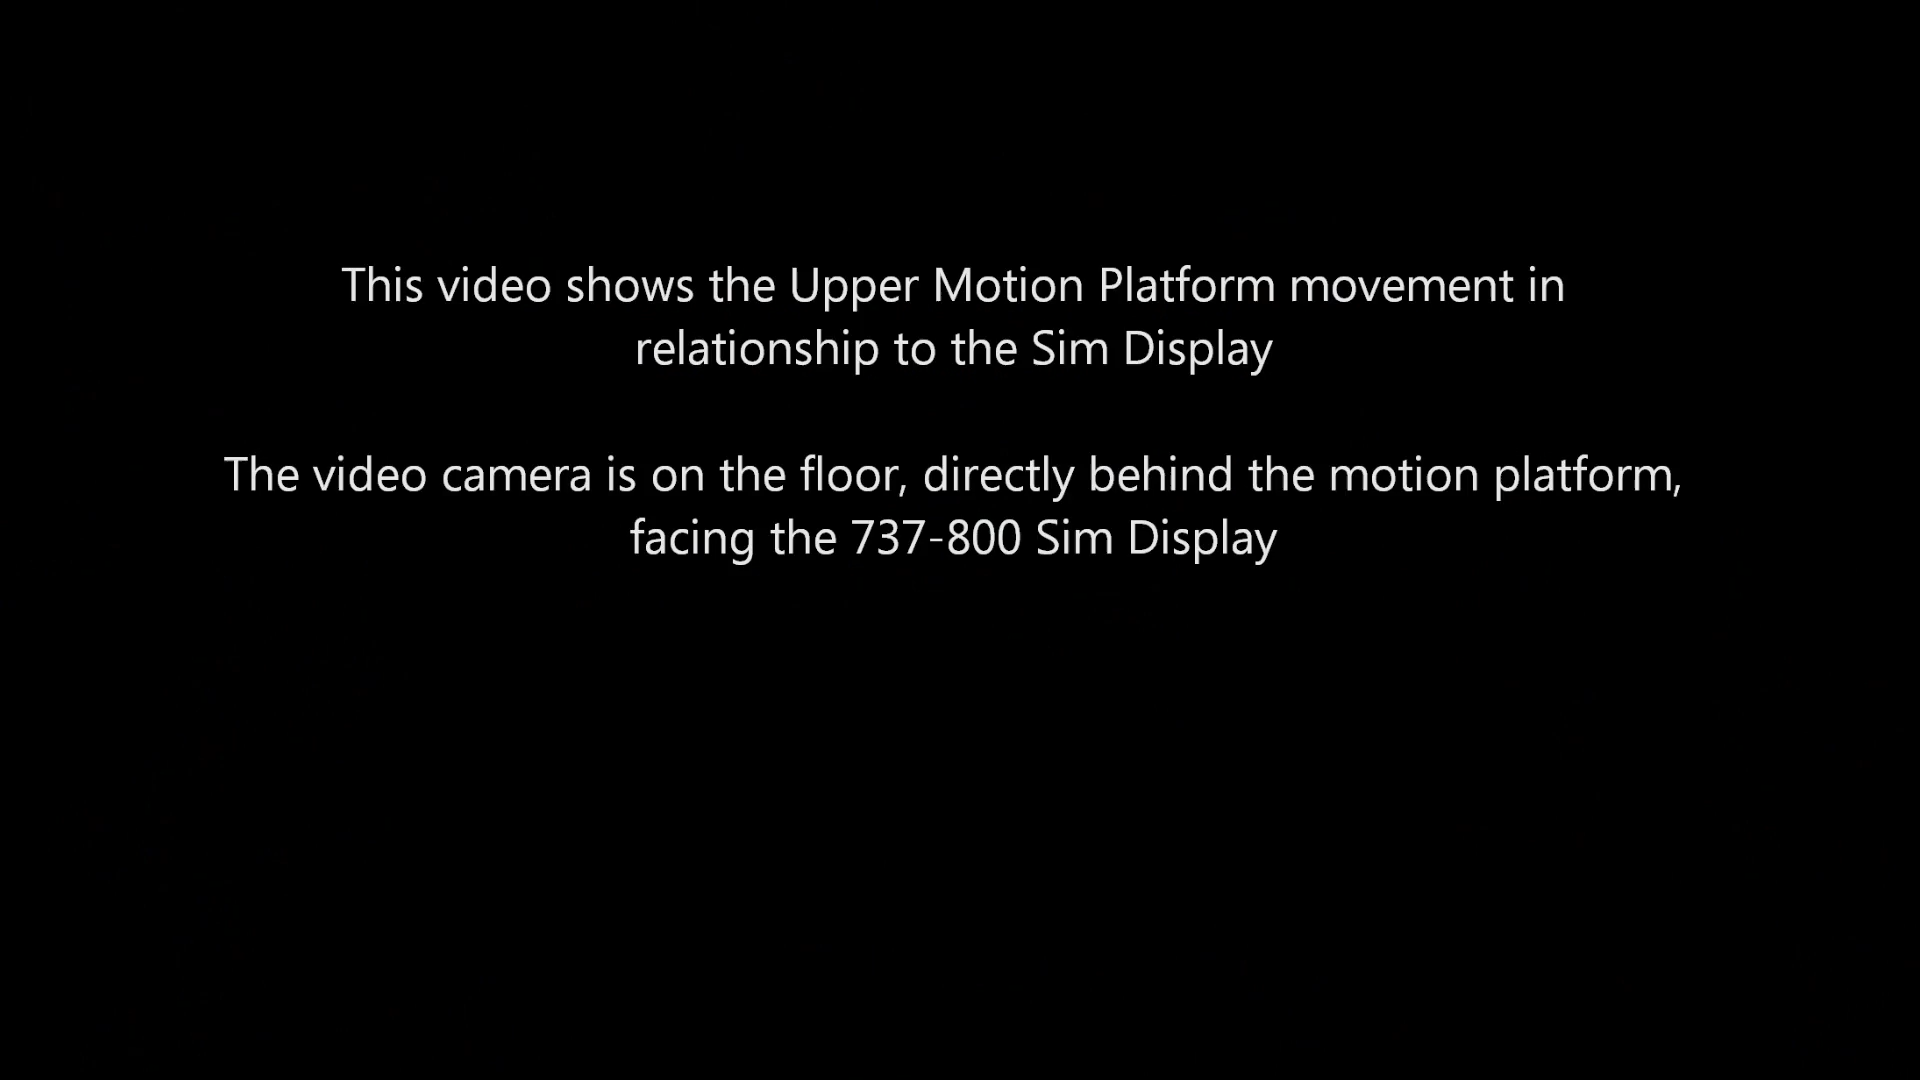 This video shows the Upper Motion Platform movement in
relationship to the Sim Display
The video camera is on the floor, directly behind the motion platform,
facing the 737-800 Sim Display